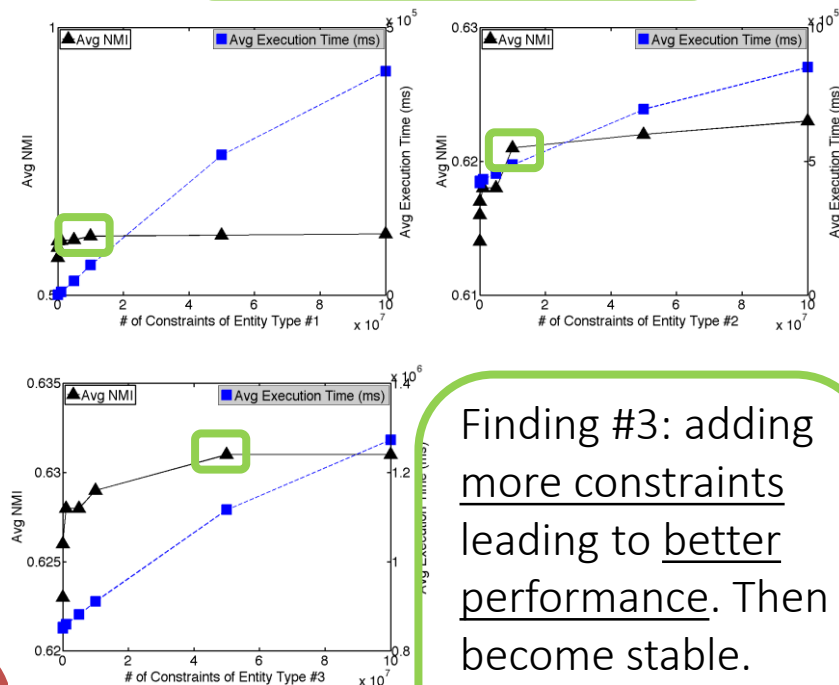 x 10^5
1
Avg NMI
Avg Execution Time (ms)
Avg NMI
Avg Execution Time (ms)
0.5
0
0 2 4 6 8 10
# of Constraints of Entity Type #1
x 10^7
x 10^5
0.63
10
Avg NMI
Avg Execution Time (ms)
Avg NMI
Avg Execution Time (ms)
0.62
5
0.61
0
0 2 4 6 8 10
# of Constraints of Entity Type #2
x 10^7
x 10^6
0.635
1.4
Avg NMI
Avg Execution Time (ms)
Avg NMI
0.63
1.2
0.625
1
0.62
0.8
0 2 4 6 8 10
# of Constraints of Entity Type #3
x 10^7
Finding #3: adding
more constraints
leading to better
performance. Then
become stable.